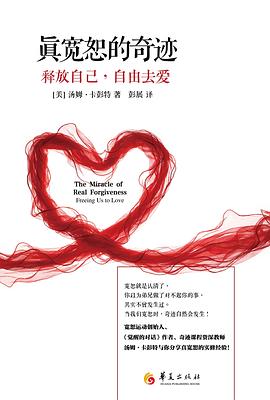 真宽恕的奇迹
释放自己，自由去爱
[美] 汤姆·卡彭特 著  彭展 译
The Miracle of
Real Forgiveness
Freeing Us to Love
宽恕就是认清了，
你以为弟兄做了对不起你的事，
其实不曾发生过。
当我们宽恕时，奇迹自然会发生！
宽恕运动创始人、
《觉醒的对话》作者、奇迹课程资深教师
汤姆·卡彭特与你分享真宽恕的实修经验！
华夏出版社
HUAXIA PUBLISHING HOUSE